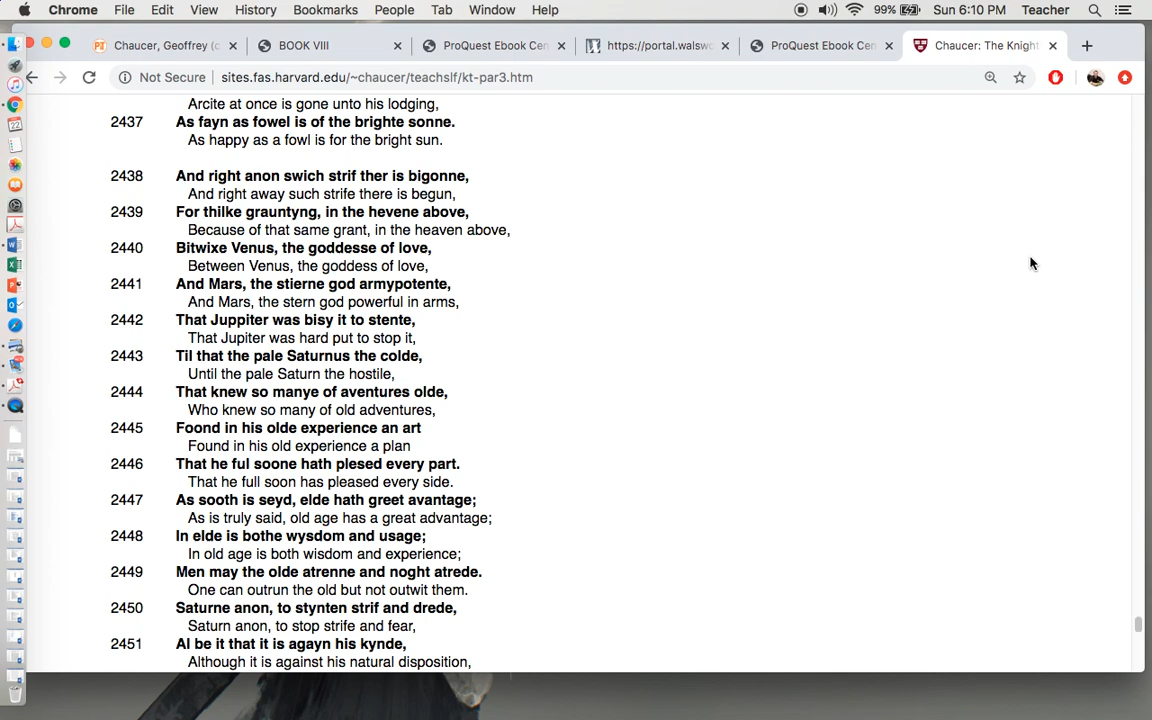 Chrome File Edit View History Bookmarks People Tab Window Help 99% Sun 6:10 PM Teacher
Chaucer, Geoffrey (c BOOK VIII ProQuest Ebook Cen https://portal.walswo ProQuest Ebook Cen Chaucer: The Knight
Not Secure sites.fas.harvard.edu/~chaucer/teachslf/kt-par3.htm
Arcite at once is gone unto his lodging,
2437 As fayn as fowel is of the brighte sonne.
As happy as a fowl is for the bright sun.
2438 And right anon swich strif ther is bigonne,
And right away such strife there is begun,
2439 For thilke grauntyng, in the hevene above,
Because of that same grant, in the heaven above,
2440 Bitwixe Venus, the goddesse of love,
Between Venus, the goddess of love,
2441 And Mars, the stierne god armypotente,
And Mars, the stern god powerful in arms,
2442 That Juppiter was bisy it to stente,
That Jupiter was hard put to stop it,
2443 Til that the pale Saturnus the colde,
Until the pale Saturn the hostile,
2444 That knew so manye of aventures olde,
Who knew so many of old adventures,
2445 Foond in his olde experience an art
Found in his old experience a plan
2446 That he ful soone hath plesed every part.
That he full soon has pleased every side.
2447 As sooth is seyd, elde hath greet avantage;
As is truly said, old age has a great advantage;
2448 In elde is bothe wysdom and usage;
In old age is both wisdom and experience;
2449 Men may the olde atrenne and noght atrede.
One can outrun the old but not outwit them.
2450 Saturne anon, to stynten strif and drede,
Saturn anon, to stop strife and fear,
2451 Al be it that it is agayn his kynde,
Although it is against his natural disposition,